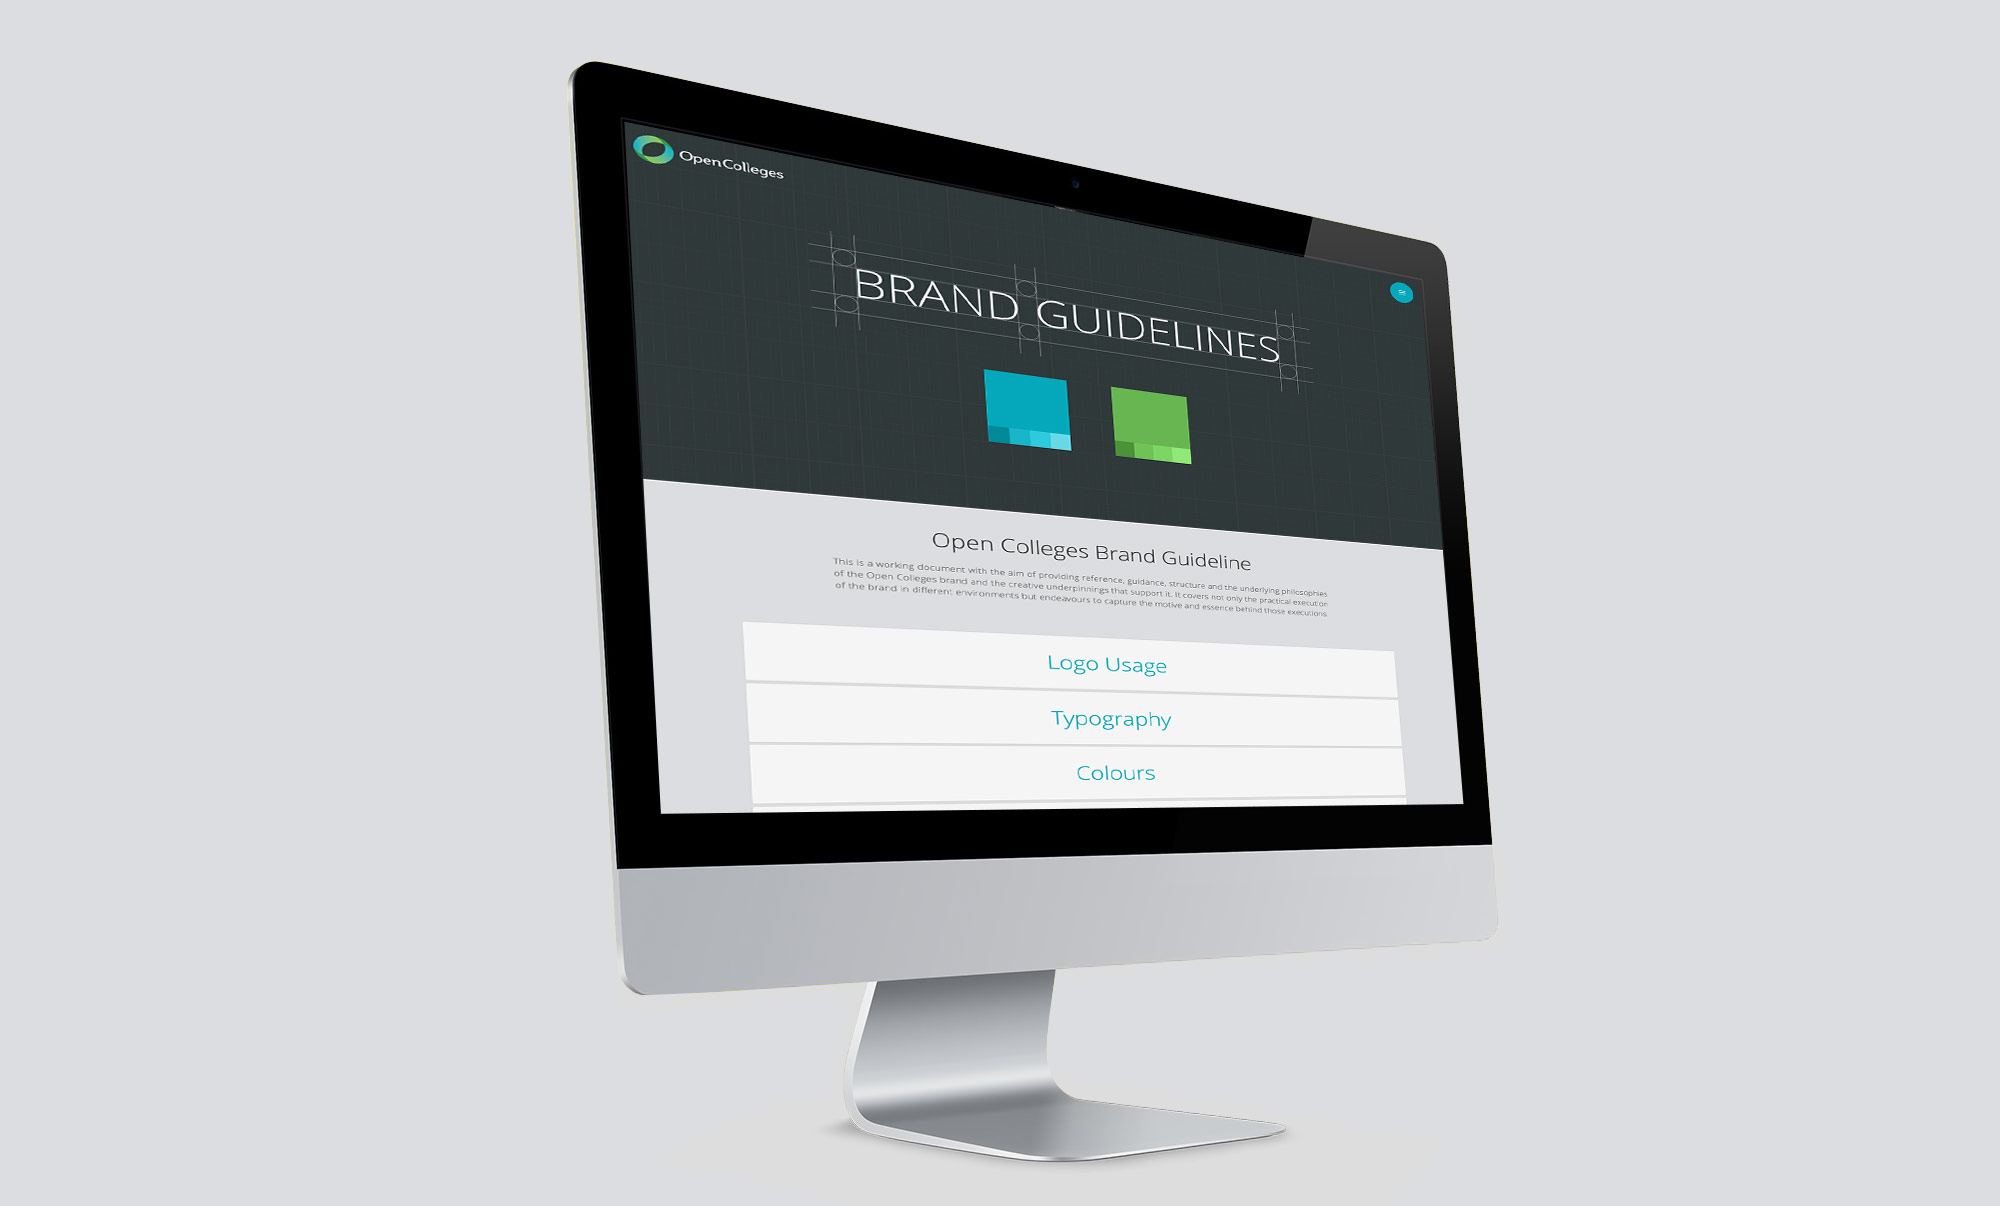 OpenColleges
BRAND GUIDELINES
Open Colleges Brand Guideline
This is a working document with the aim of providing reference, guidance, structure and the underlying philosophies
of the Open Colleges brand and the creative underpinnings that support it. It covers not only the practical execution
of the brand in different environments but endeavours to capture the motive and essence behind those executions
Logo Usage
Typography
Colours